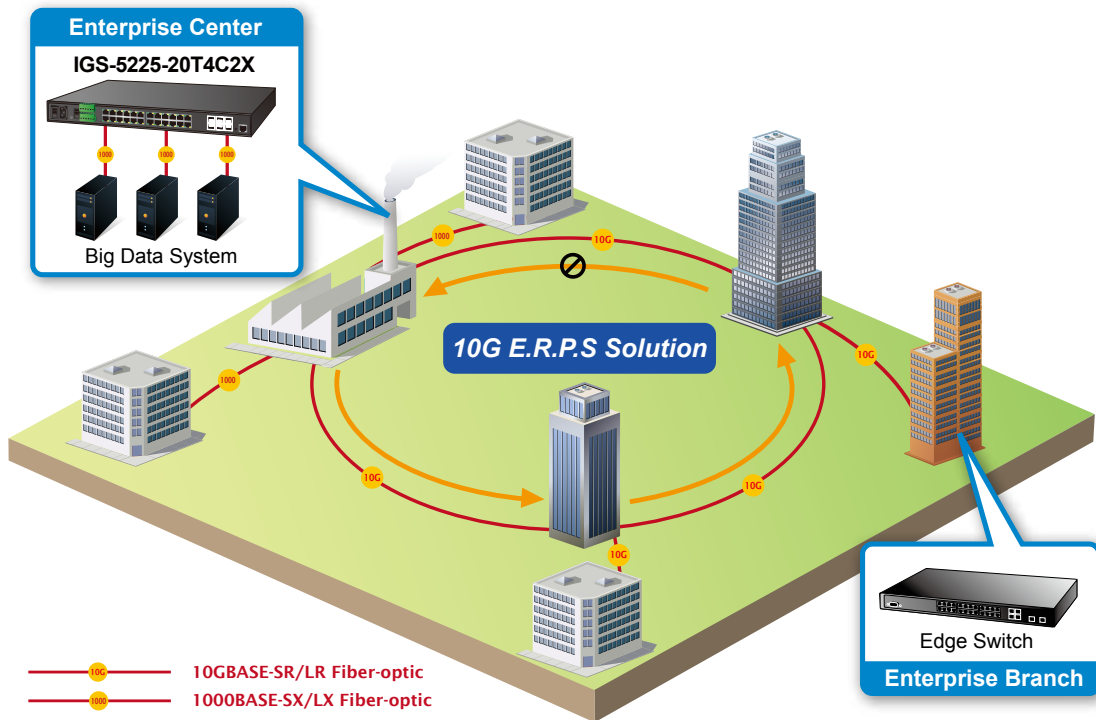 Enterprise Center
IGS-5225-20T4C2X
1000
1000
1000
Big Data System
1000
10G
10G E.R.P.S Solution
10G
1000
10G
10G
10G
Edge Switch
Enterprise Branch
10G
10GBASE-SR/LR Fiber-optic
1000
1000BASE-SX/LX Fiber-optic